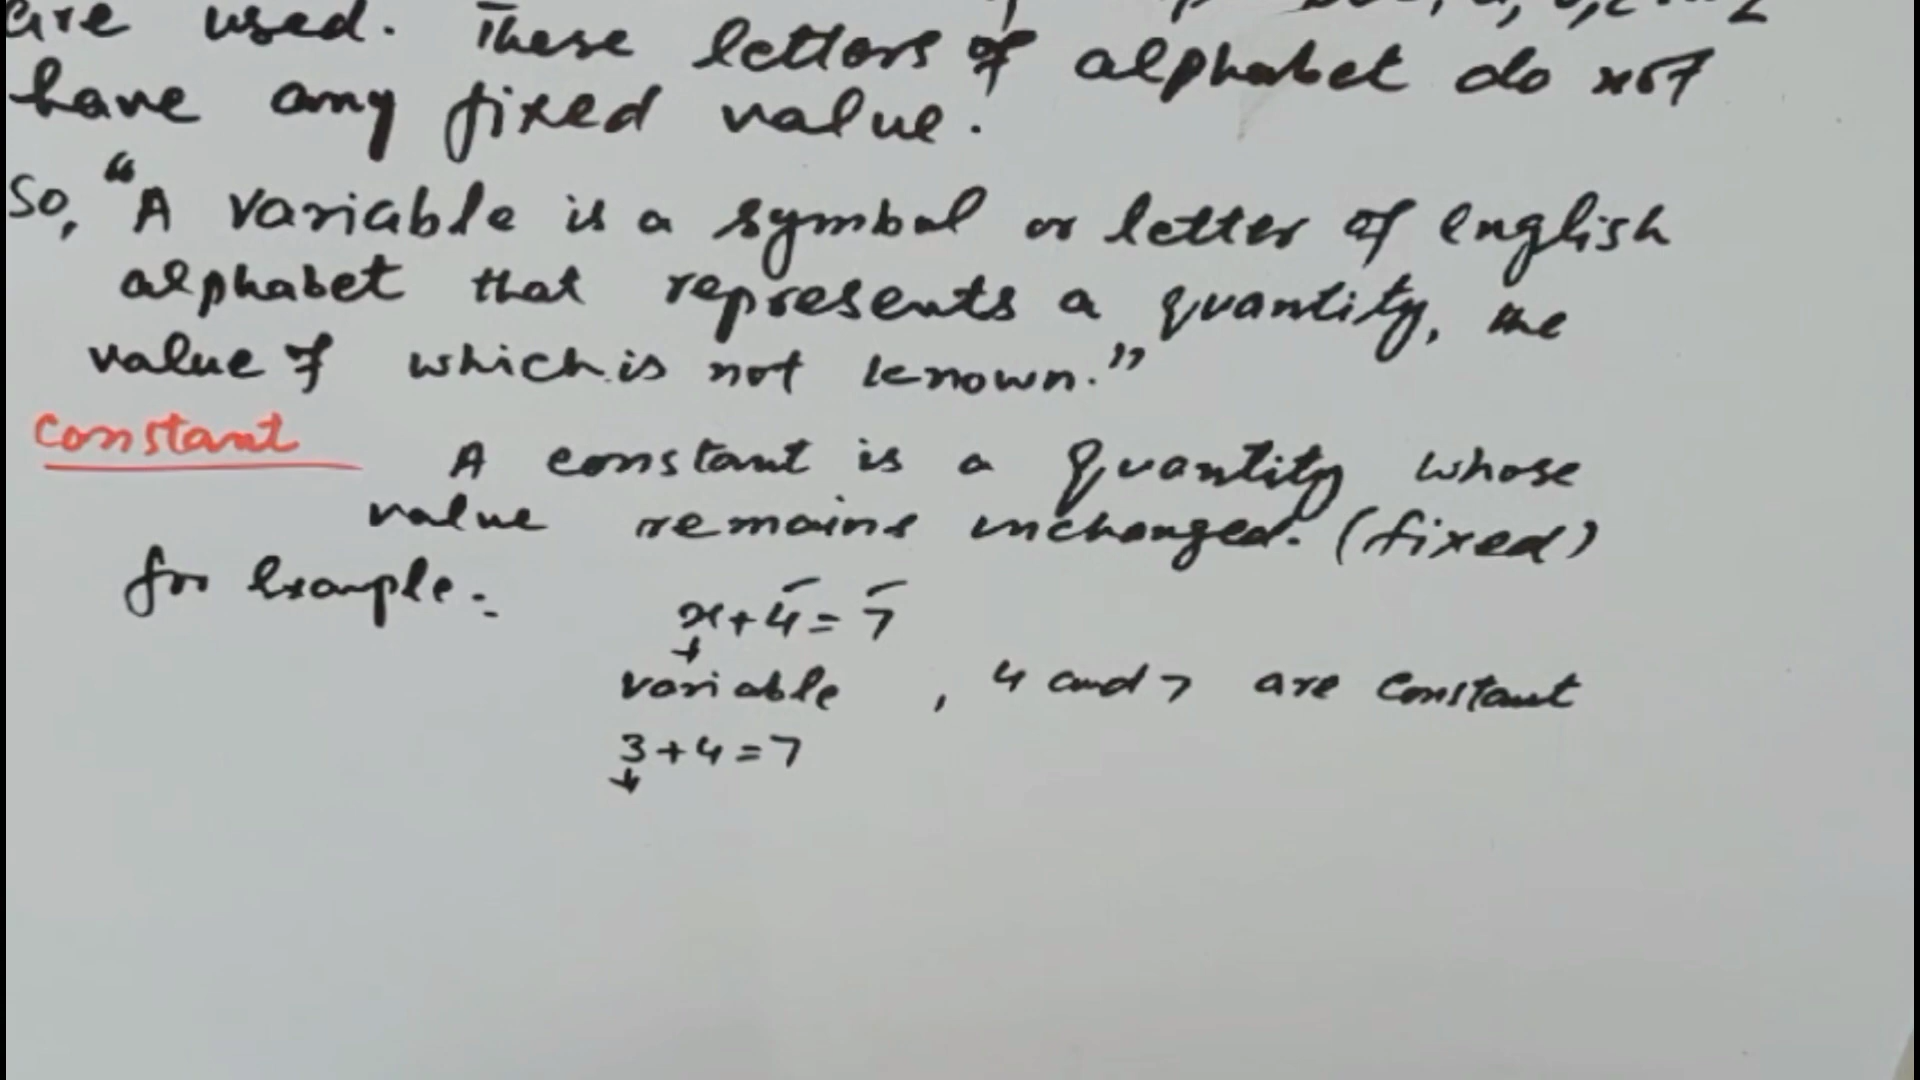 are used. These letters of alphabet do not
have any fixed value.
So, "A variable is a symbol or letter of english
alphabet that represents a quantity, the
value of which is not known."
Constant
A constant is a quantity whose
value remains unchanged. (fixed)
for Example:-
x+4=7
variable , 4 and 7 are constant
3+4=7